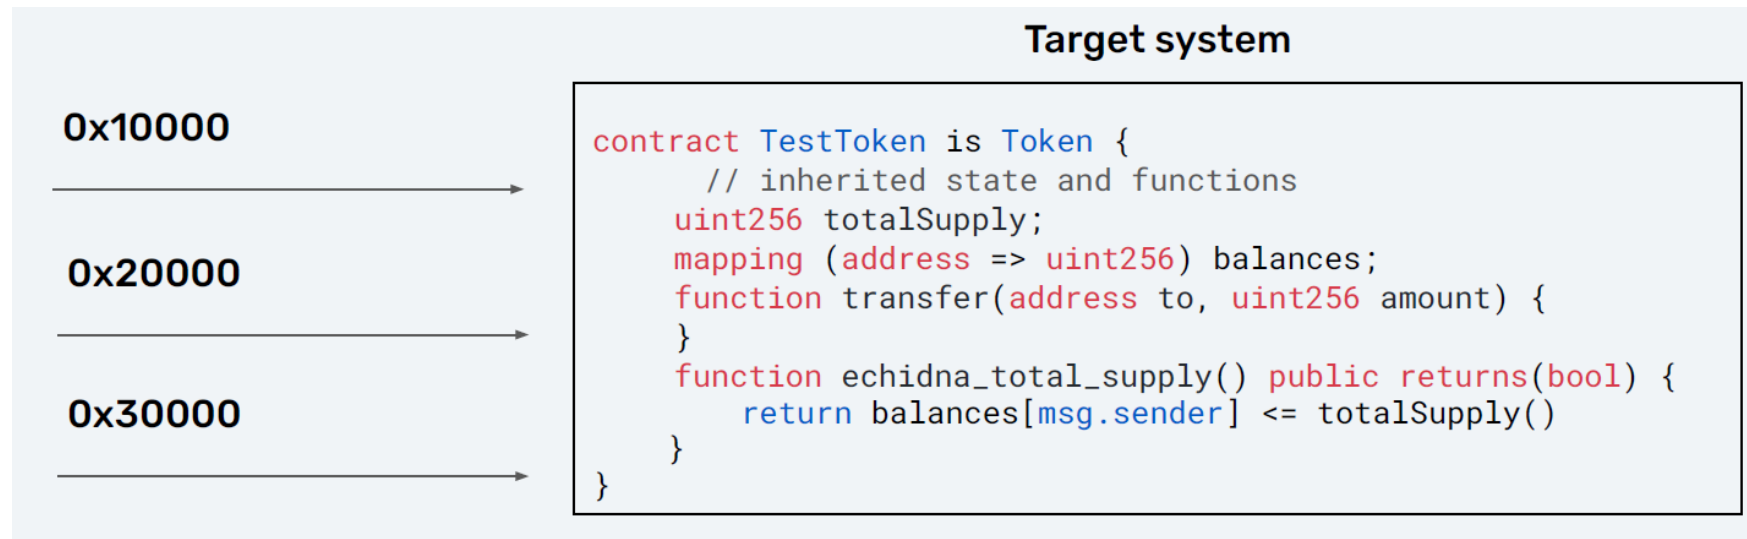 Target system
0x10000
0x20000
0x30000
contract TestToken is Token {
// inherited state and functions
uint256 totalSupply;
mapping (address => uint256) balances;
function transfer(address to, uint256 amount) {
}
function echidna_total_supply() public returns(bool) {
return balances[msg.sender] <= totalSupply()
}
}